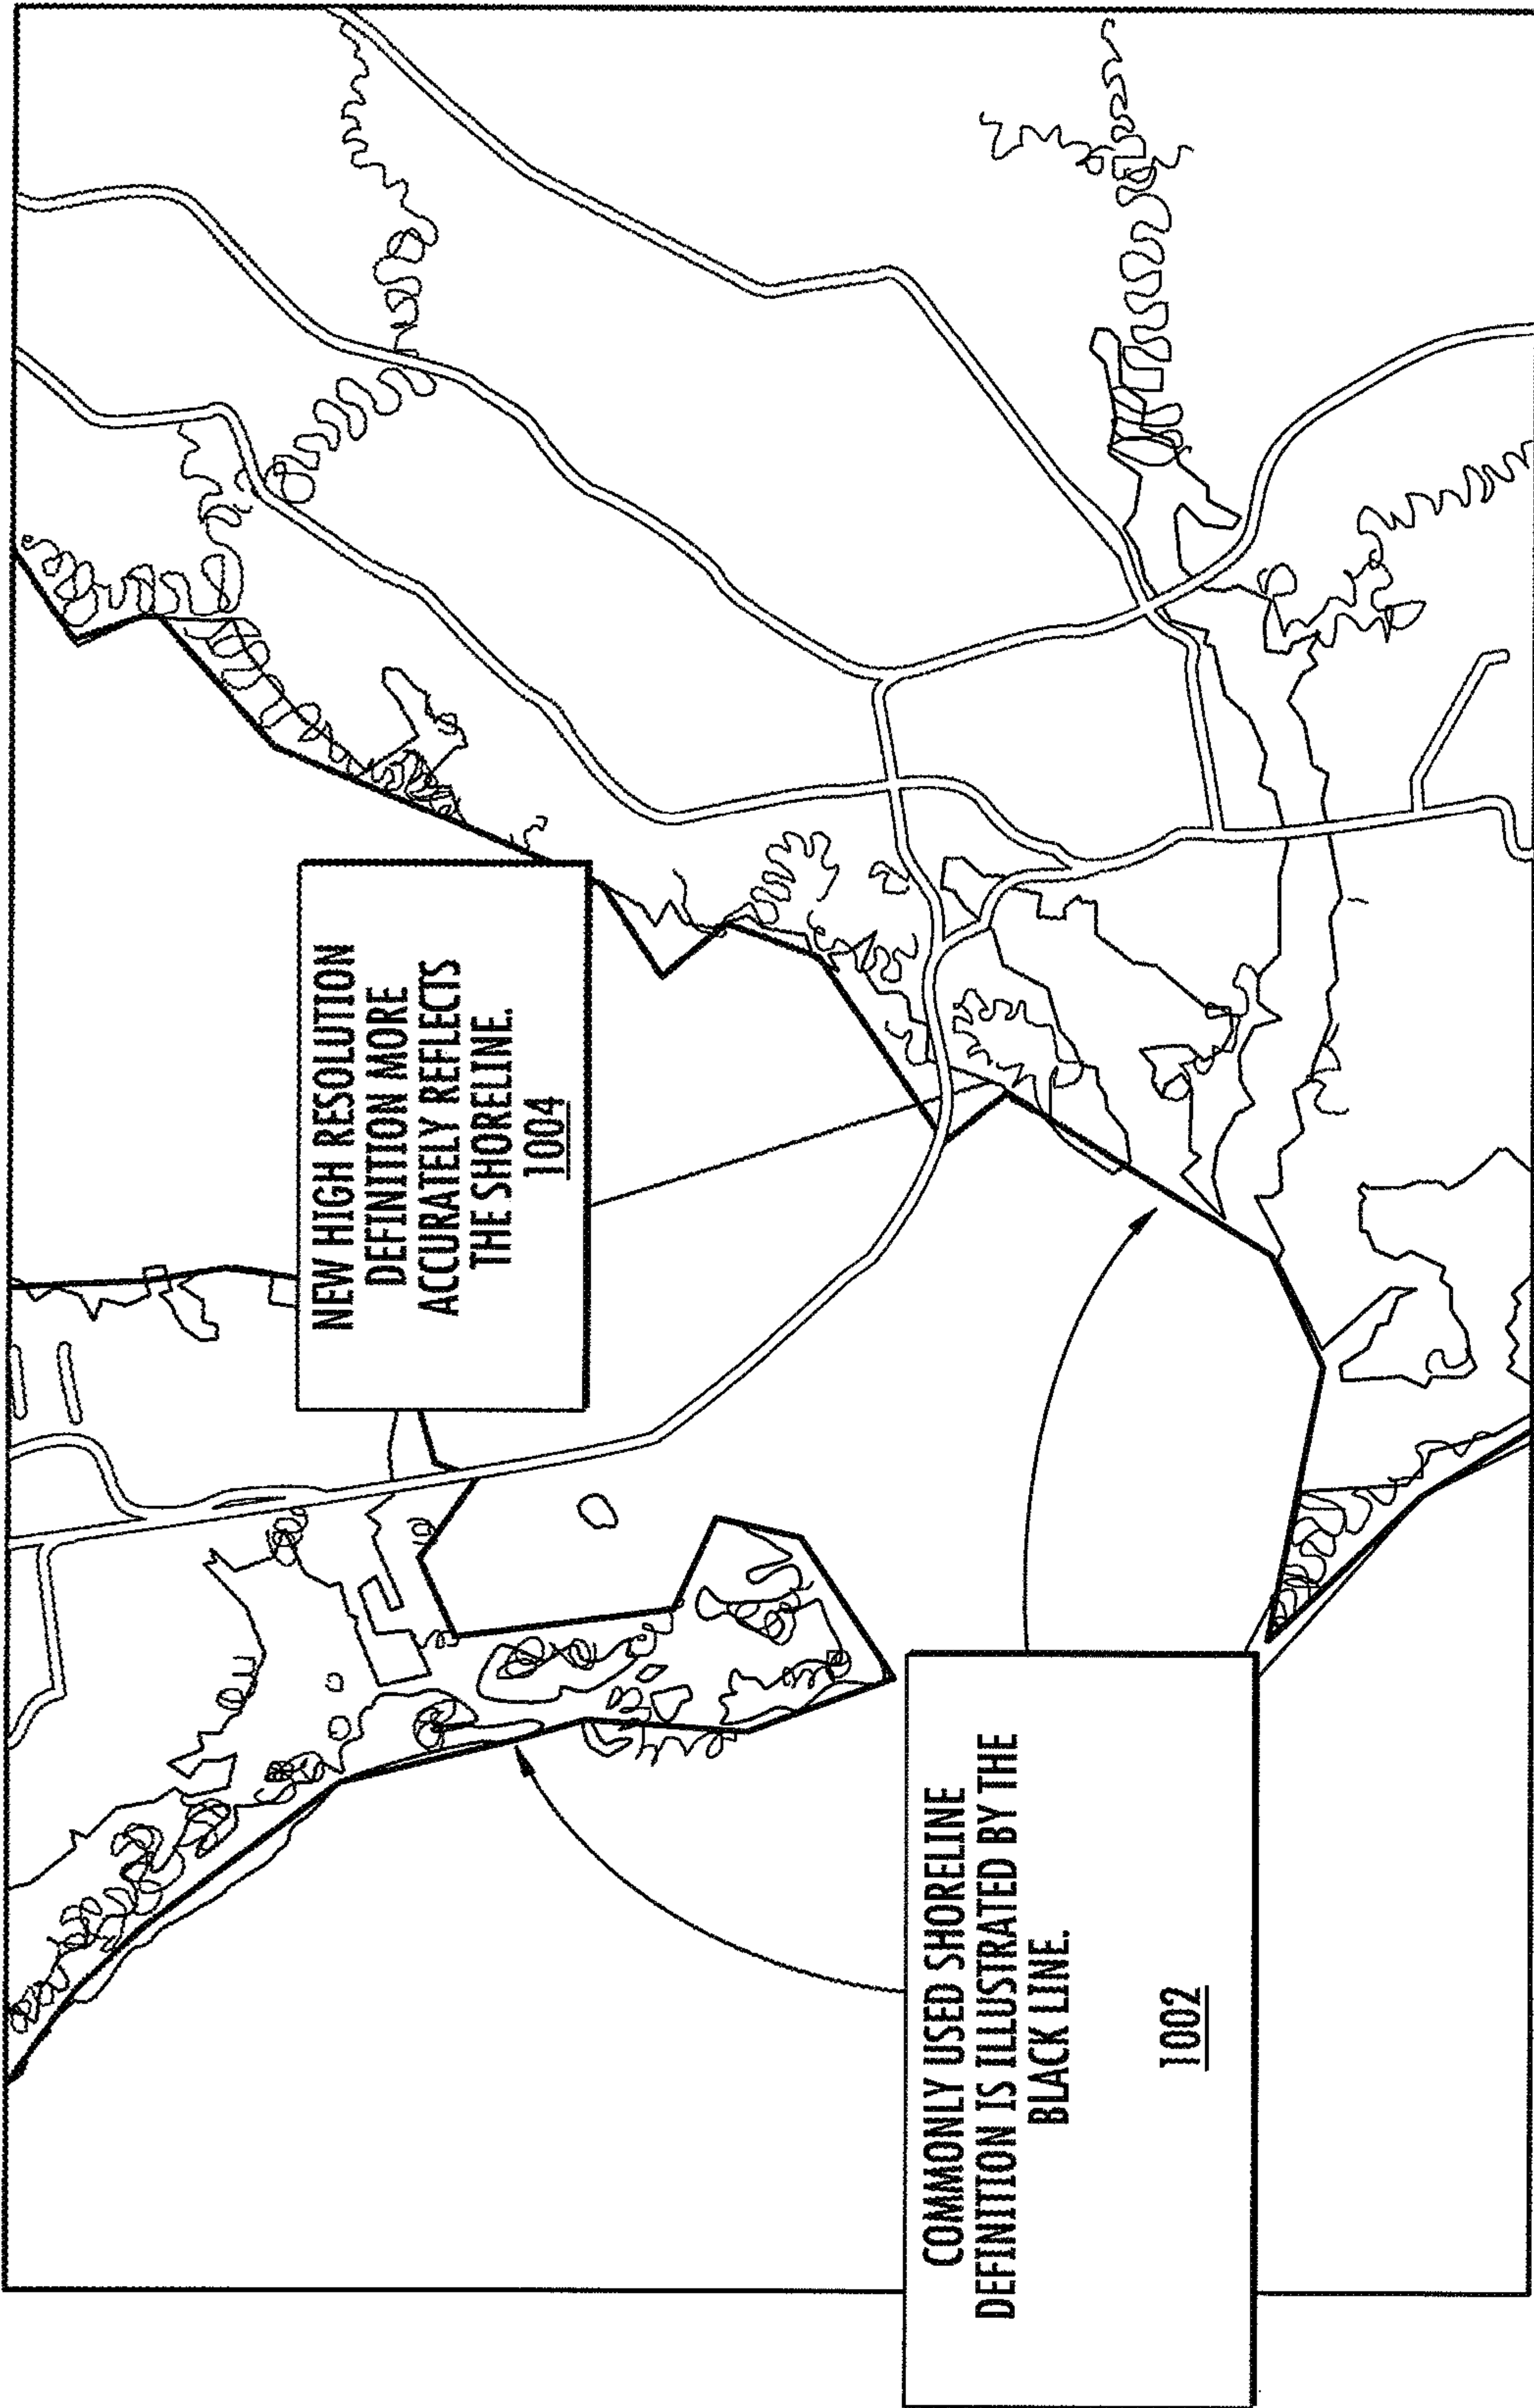 NEW HIGH RESOLUTION
DEFINITION MORE
ACCURATELY REFLECTS
THE SHORELINE.
1004
COMMONLY USED SHORELINE
DEFINITION IS ILLUSTRATED BY THE
BLACK LINE.
1002